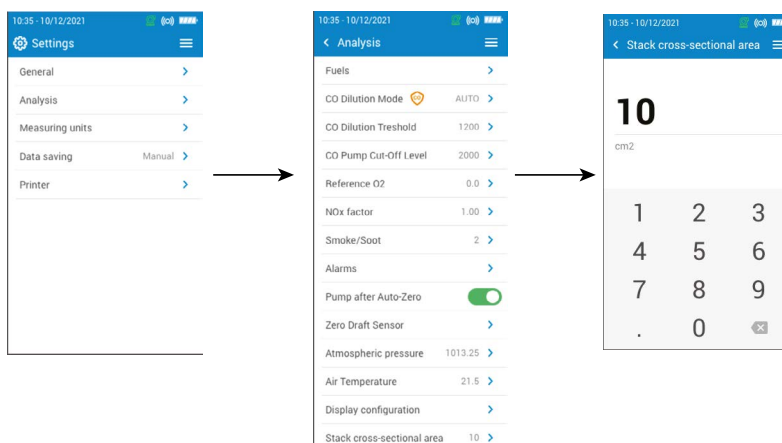 10:35 - 10/12/2021
Settings
General
Analysis
Measuring units
Data saving Manual
Printer
10:35 - 10/12/2021
Analysis
Fuels
CO Dilution Mode AUTO
CO Dilution Treshold 1200
CO Pump Cut-Off Level 2000
Reference O2 0.0
NOx factor 1.00
Smoke/Soot 2
Alarms
Pump after Auto-Zero
Zero Draft Sensor
Atmospheric pressure 1013.25
Air Temperature 21.5
Display configuration
Stack cross-sectional area 10
10:35 - 10/12/2021
Stack cross-sectional area
10
cm2
1 2 3
4 5 6
7 8 9
. 0